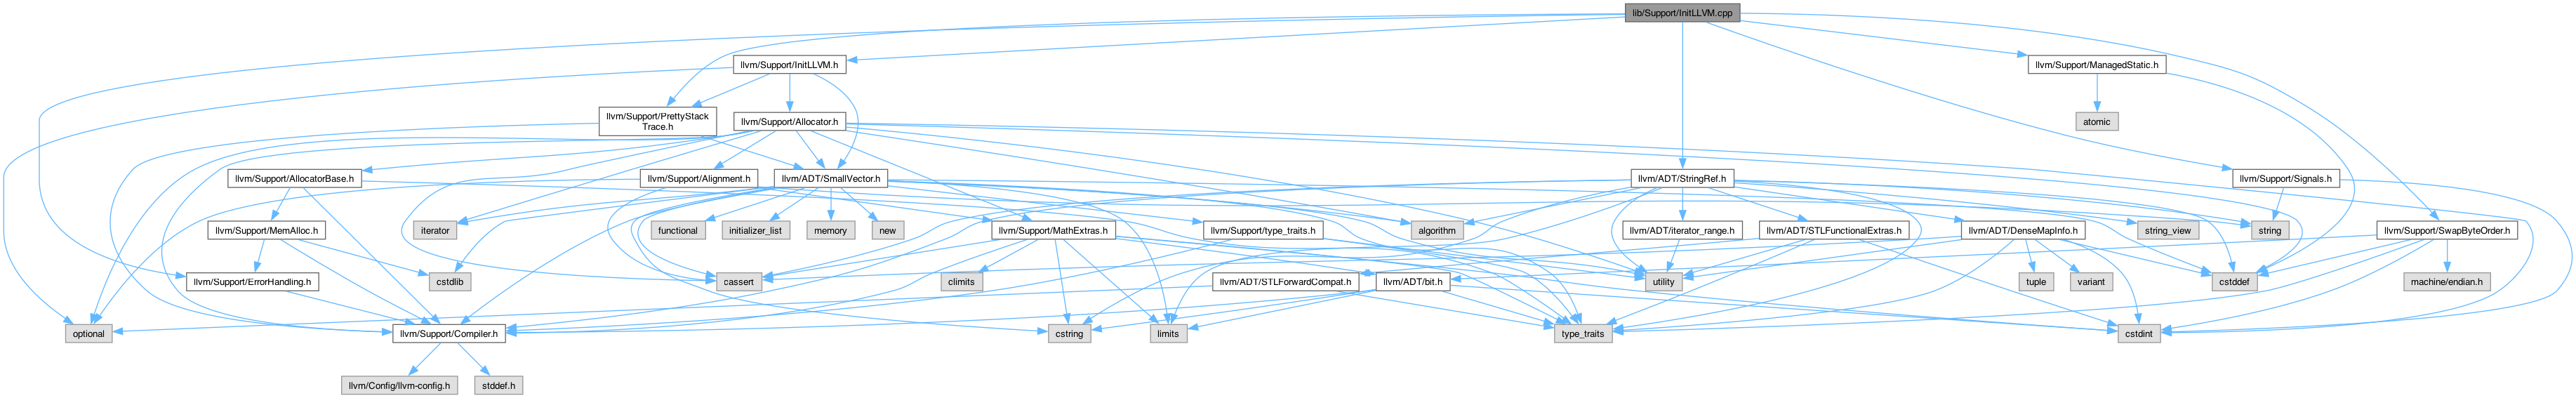 lib/Support/InitLLVM.cpp
llvm/Support/InitLLVM.h
llvm/Support/ManagedStatic.h
llvm/Support/PrettyStack
Trace.h
llvm/Support/Allocator.h
atomic
llvm/Support/AllocatorBase.h
llvm/Support/Alignment.h
llvm/ADT/SmallVector.h
llvm/ADT/StringRef.h
llvm/Support/Signals.h
llvm/Support/MemAlloc.h
iterator
functional
initializer_list
memory
new
llvm/Support/MathExtras.h
llvm/Support/type_traits.h
algorithm
llvm/ADT/iterator_range.h
llvm/ADT/STLFunctionalExtras.h
llvm/ADT/DenseMapInfo.h
string_view
string
llvm/Support/SwapByteOrder.h
llvm/Support/ErrorHandling.h
cstdlib
cassert
climits
llvm/ADT/STLForwardCompat.h
llvm/ADT/bit.h
utility
tuple
variant
cstddef
machine/endian.h
optional
llvm/Support/Compiler.h
cstring
limits
type_traits
cstdint
llvm/Config/llvm-config.h
stddef.h